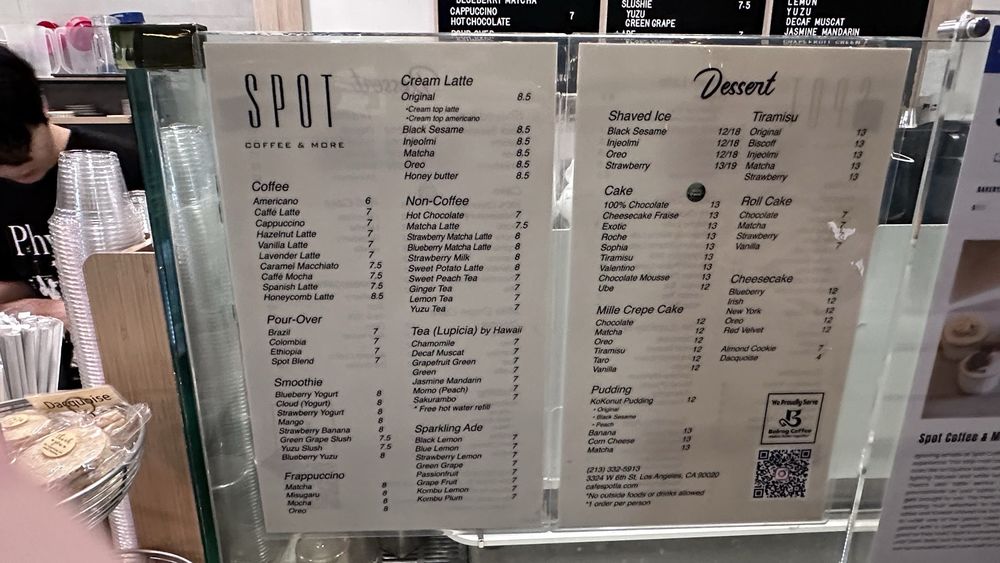 BLUEBERRY MATCHA
CAPPUCCINO
HOT CHOCOLATE 7
POUR-OVER
SLUSHIE 7.5
YUZU
GREEN GRAPE
LEMON
YUZU
DECAF MUSCAT
JASMINE MANDARIN
GRAPEFRUIT GREEN
SPOT
COFFEE & MORE
Coffee
Americano 6
Caffé Latte 7
Cappuccino 7
Hazelnut Latte 7
Vanilla Latte 7
Lavender Latte 7
Caramel Macchiato 7.5
Caffé Mocha 7.5
Spanish Latte 7.5
Honeycomb Latte 8.5
Pour-Over
Brazil 7
Colombia 7
Ethiopia 7
Spot Blend 7
Smoothie
Blueberry Yogurt 8
Cloud (Yogurt) 8
Strawberry Yogurt 8
Mango 8
Strawberry Banana 8
Green Grape Slush 7.5
Yuzu Slush 7.5
Blueberry Yuzu 8
Frappuccino
Matcha 8
Misugaru 8
Mocha 8
Oreo 8
Cream Latte
Original 8.5
•Cream top latte
•Cream top americano
Black Sesame 8.5
Injeolmi 8.5
Matcha 8.5
Oreo 8.5
Honey butter 8.5
Non-Coffee
Hot Chocolate 7
Matcha Latte 7.5
Strawberry Matcha Latte 8
Blueberry Matcha Latte 8
Strawberry Milk 8
Sweet Potato Latte 8
Sweet Peach Tea 7
Ginger Tea 7
Lemon Tea 7
Yuzu Tea 7
Tea (Lupicia) by Hawaii
Chamomile 7
Decaf Muscat 7
Grapefruit Green 7
Green 7
Jasmine Mandarin 7
Momo (Peach) 7
Sakurambo 7
* Free hot water refill
Sparkling Ade
Black Lemon 7
Blue Lemon 7
Strawberry Lemon 7
Green Grape 7
Passionfruit 7
Grape Fruit 7
Kombu Lemon 7
Kombu Plum 7
Dessert
Shaved Ice
Black Sesame 12/18
Injeolmi 12/18
Oreo 12/18
Strawberry 13/19
Tiramisu
Original 13
Biscoff 13
Injeolmi 13
Matcha 13
Strawberry 13
Cake
100% Chocolate 13
Cheesecake Fraise 13
Exotic 13
Roche 13
Sophia 13
Tiramisu 13
Valentino 13
Chocolate Mousse 13
Ube 12
Roll Cake
Chocolate 7
Matcha
Strawberry
Vanilla 7
Mille Crepe Cake
Chocolate 12
Matcha 12
Oreo 12
Tiramisu 12
Taro 12
Vanilla 12
Cheesecake
Blueberry 12
Irish 12
New York 12
Oreo 12
Red Velvet 12
Almond Cookie 7
Dacquoise 4
Pudding
KoKonut Pudding 12
• Original
• Black Sesame
• Peach
Banana 13
Corn Cheese 13
Matcha 13
We Proudly Serve
(213) 332-5913
3324 W 6th St, Los Angeles, CA 90020
cafespotla.com
*No outside foods or drinks allowed
*1 order per person
Dacquoise
Spot Coffee & M